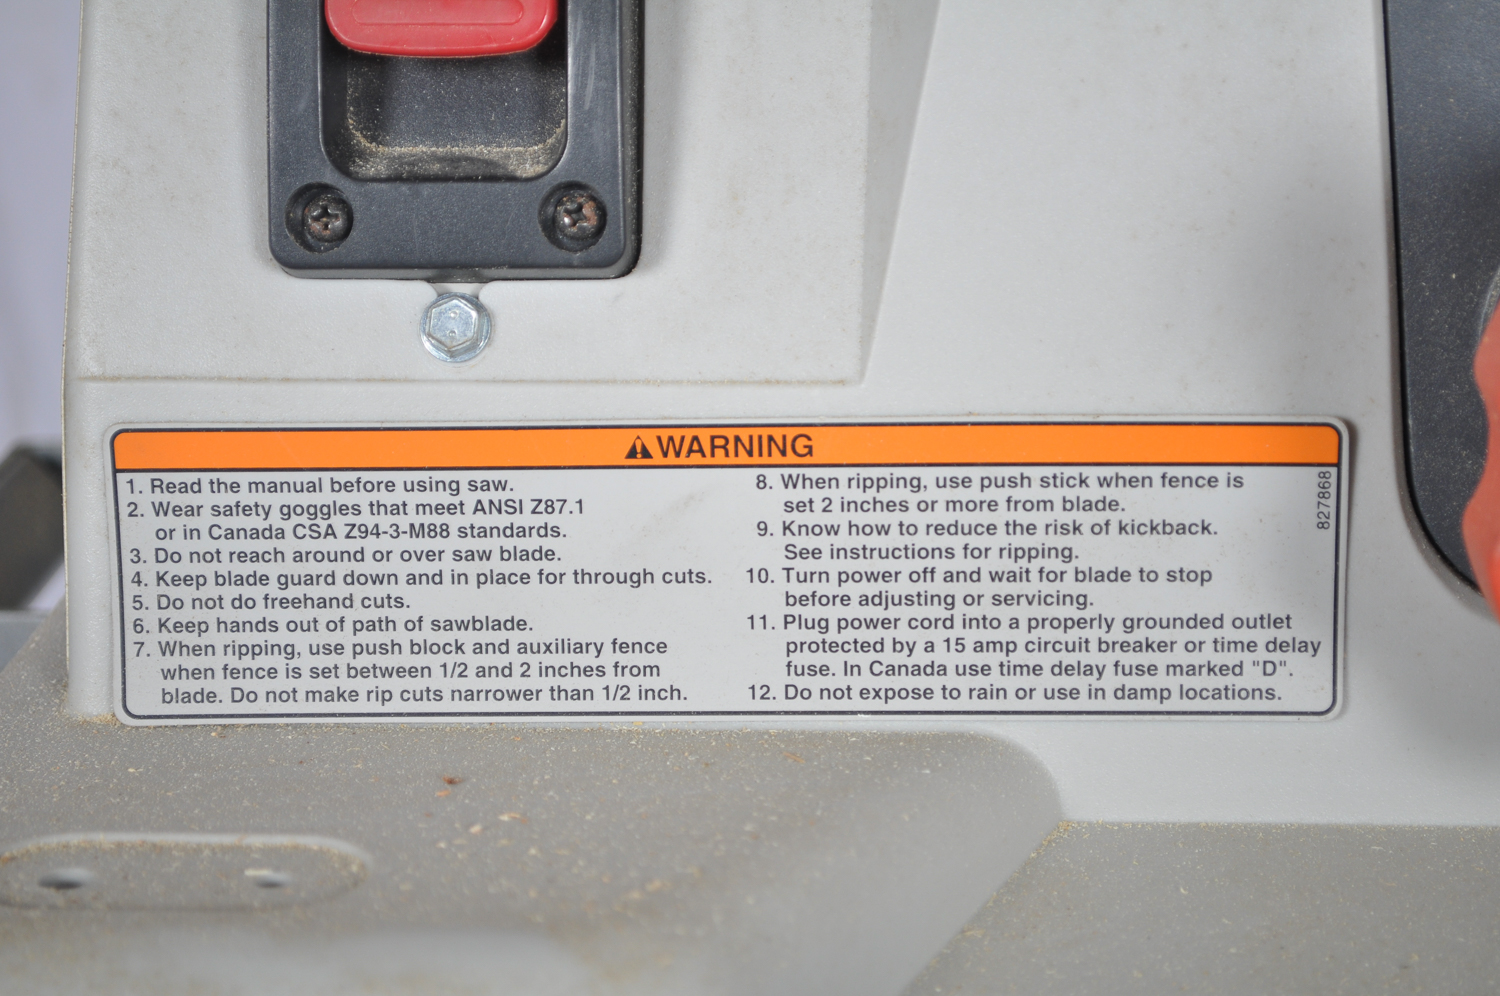 WARNING
1. Read the manual before using saw.
2. Wear safety goggles that meet ANSI Z87.1
or in Canada CSA Z94-3-M88 standards.
3. Do not reach around or over saw blade.
4. Keep blade guard down and in place for through cuts.
5. Do not do freehand cuts.
6. Keep hands out of path of sawblade.
7. When ripping, use push block and auxiliary fence
when fence is set between 1/2 and 2 inches from
blade. Do not make rip cuts narrower than 1/2 inch.
8. When ripping, use push stick when fence is
set 2 inches or more from blade.
9. Know how to reduce the risk of kickback.
See instructions for ripping.
10. Turn power off and wait for blade to stop
before adjusting or servicing.
11. Plug power cord into a properly grounded outlet
protected by a 15 amp circuit breaker or time delay
fuse. In Canada use time delay fuse marked "D".
12. Do not expose to rain or use in damp locations.
827868